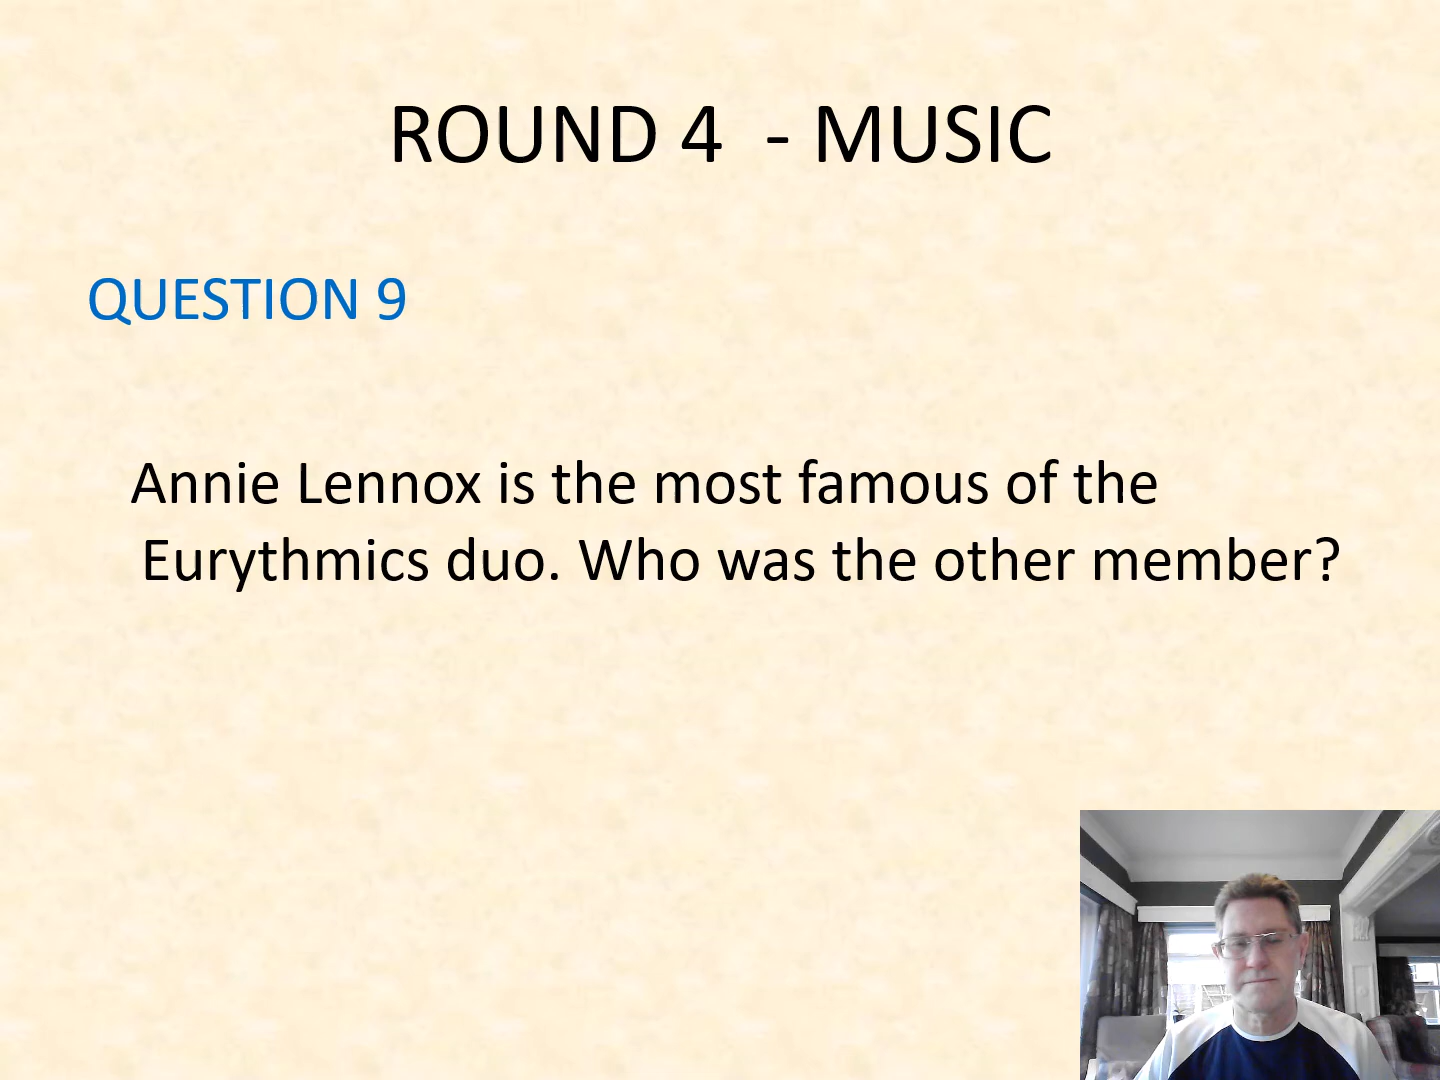 ROUND 4  - MUSIC
QUESTION 9
Annie Lennox is the most famous of the
Eurythmics duo. Who was the other member?